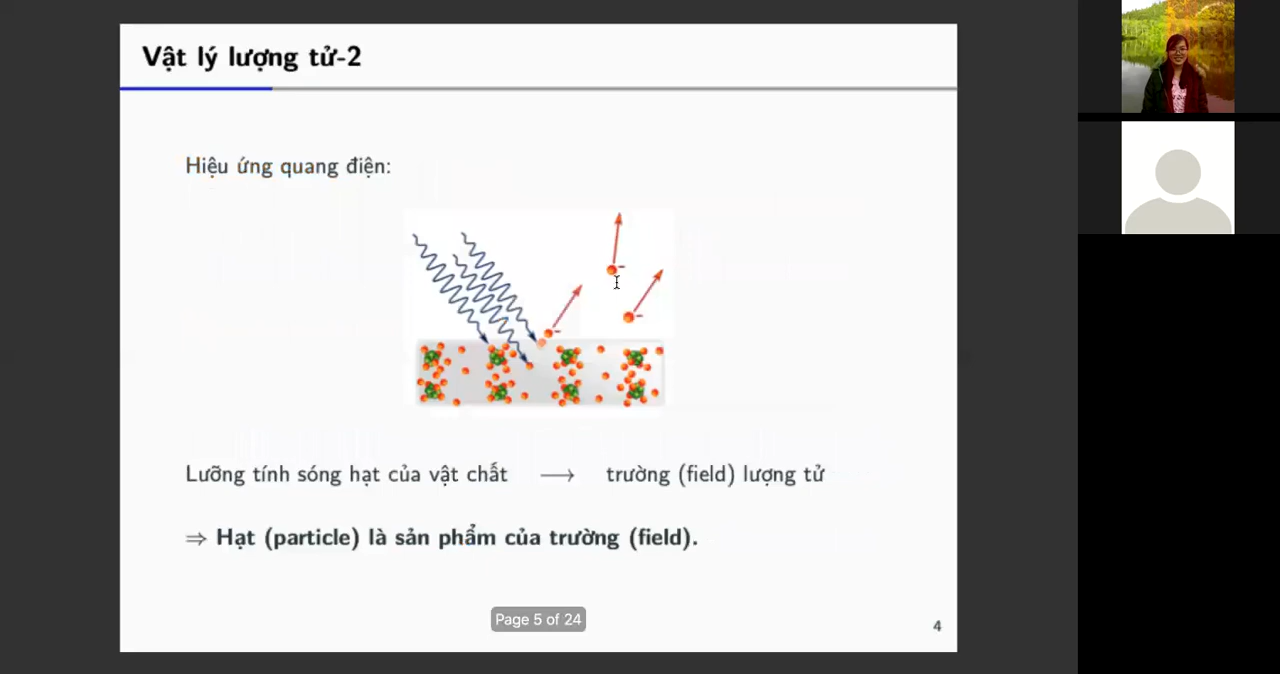 Vật lý lượng tử-2
Hiệu ứng quang điện:
Lưỡng tính sóng hạt của vật chất ⟶ trường (field) lượng tử
⇒ Hạt (particle) là sản phẩm của trường (field).
Page 5 of 24
4